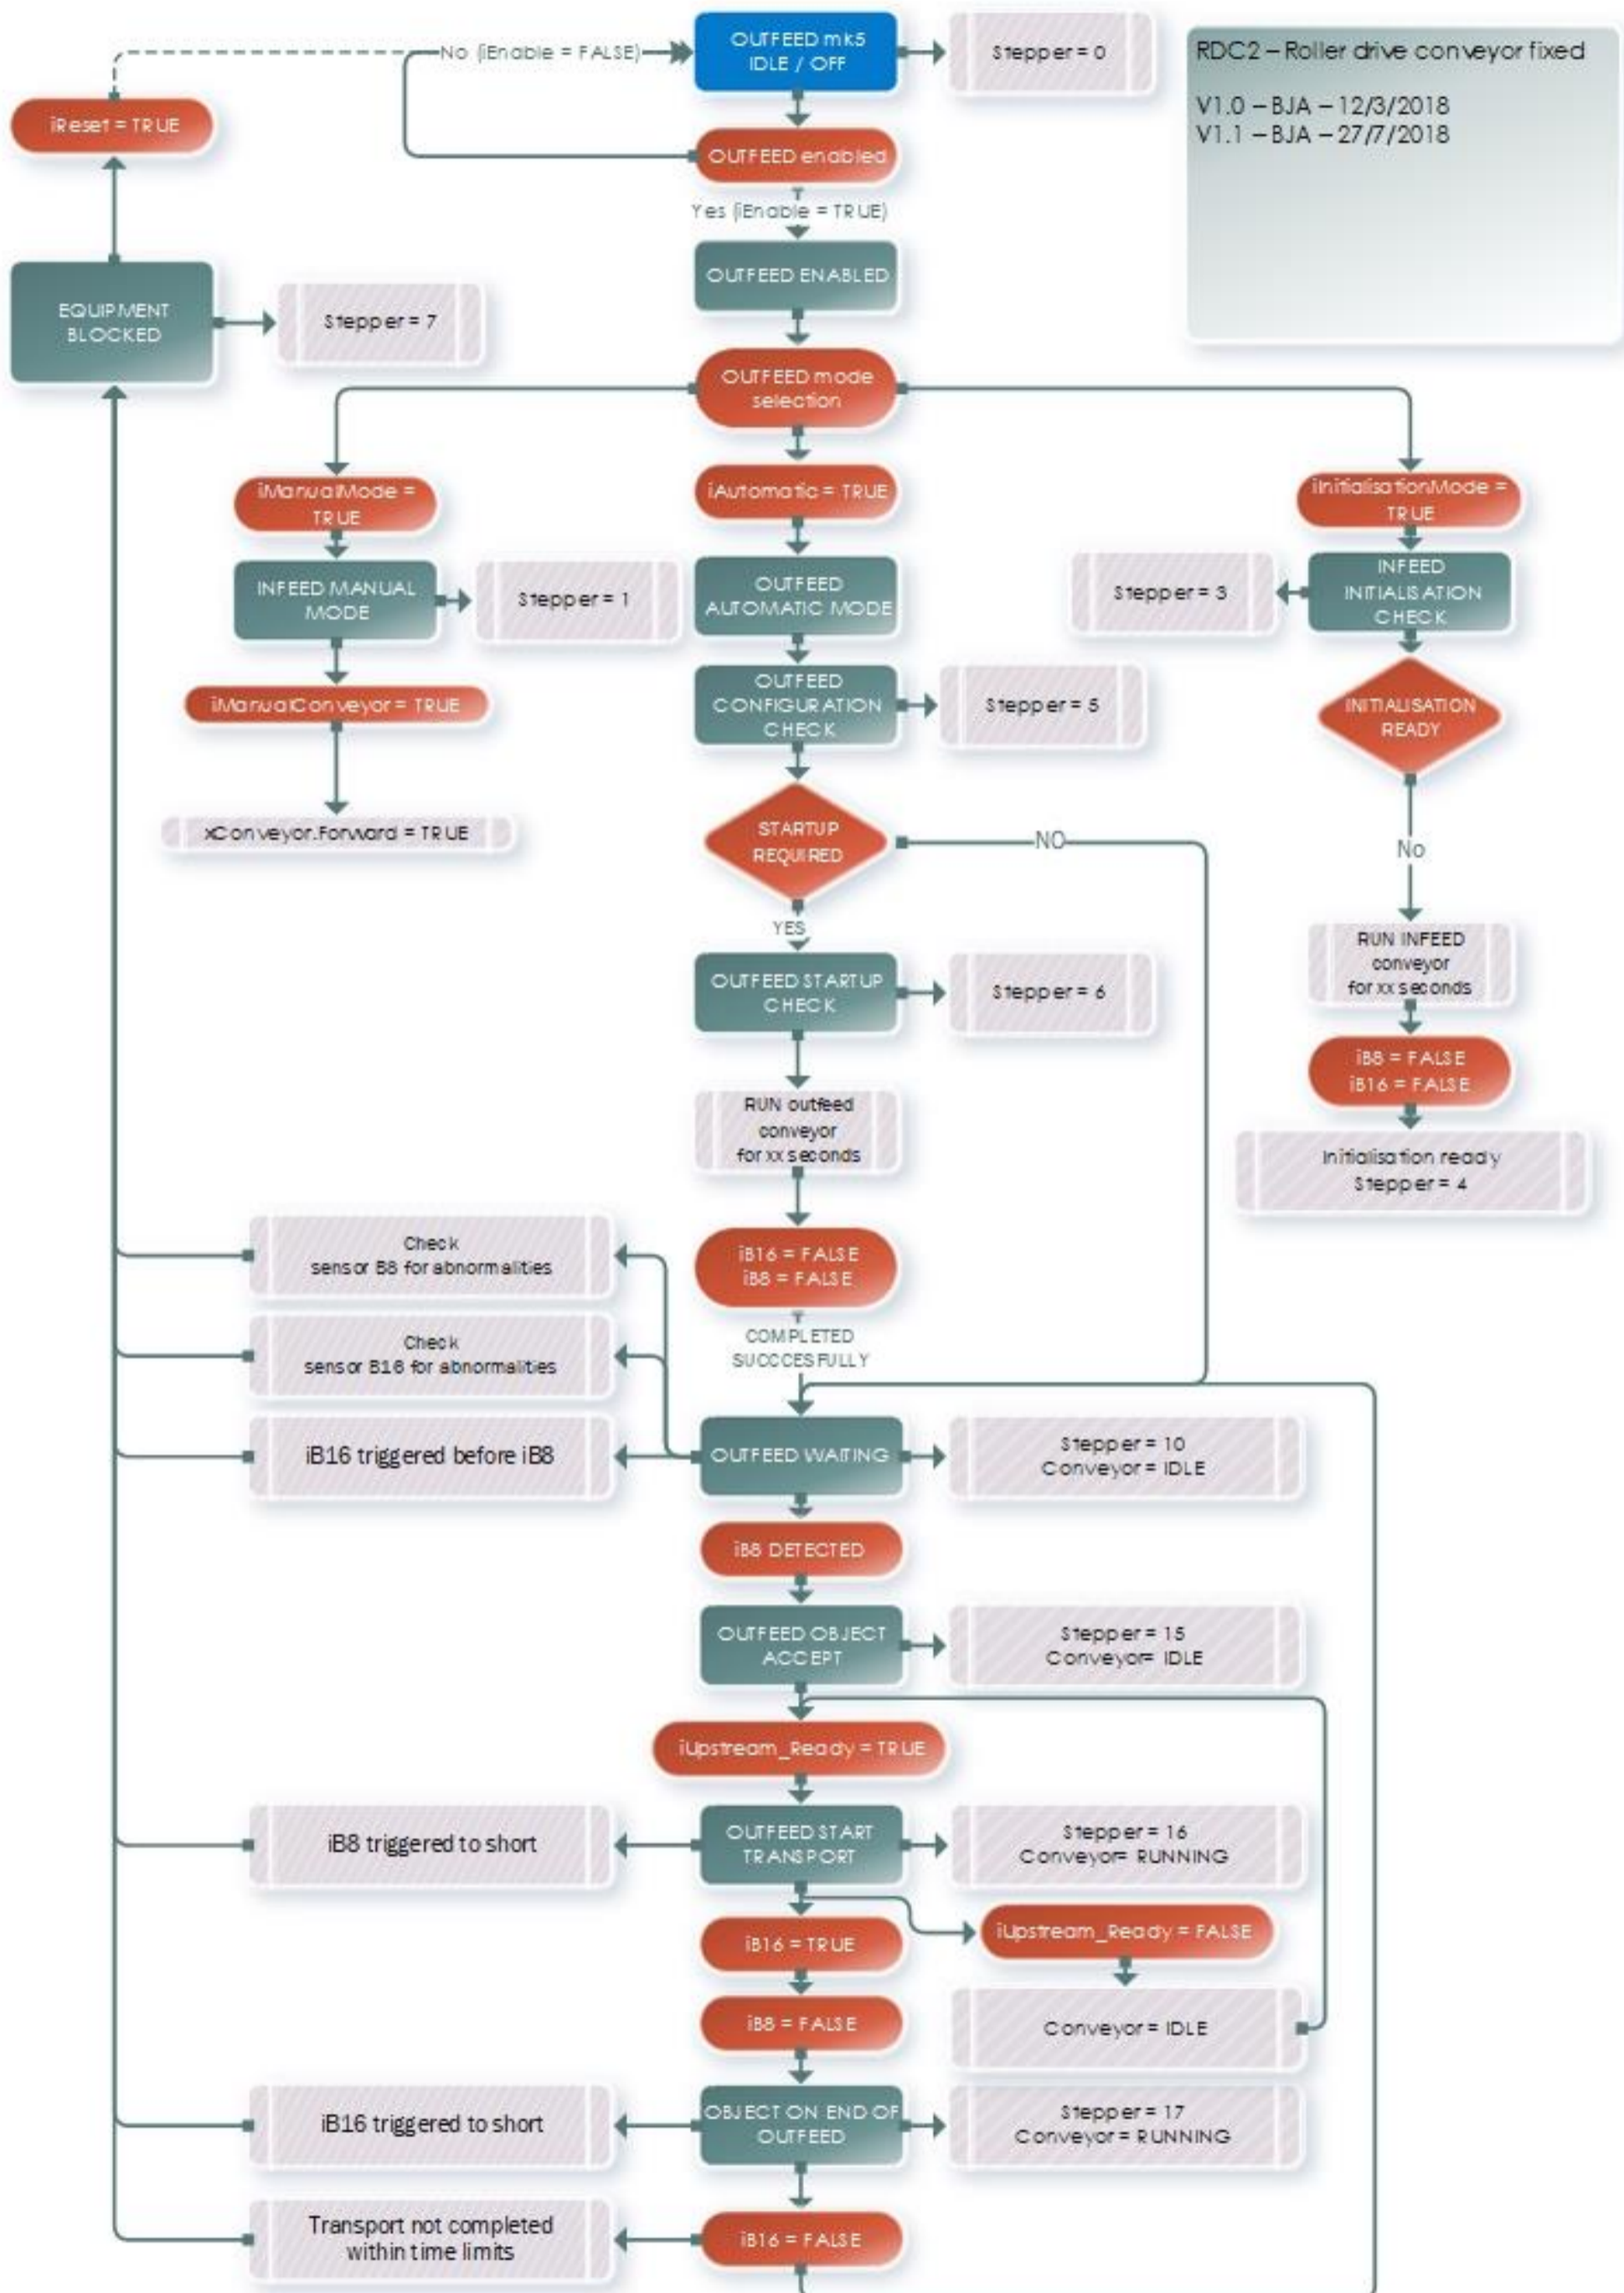 No (iEnable = FALSE)
OUTFEED mk5
IDLE / OFF
Stepper = 0
RDC2 – Roller drive conveyor fixed
V1.0 – BJA – 12/3/2018
V1.1 – BJA – 27/7/2018
iReset = TRUE
OUTFEED enabled
Yes (iEnable = TRUE)
EQUIPMENT
BLOCKED
Stepper = 7
OUTFEED ENABLED
OUTFEED mode
selection
iManualMode =
TRUE
iAutomatic = TRUE
iInitialisationMode =
TRUE
INFEED MANUAL
MODE
Stepper = 1
OUTFEED
AUTOMATIC MODE
Stepper = 3
INFEED
INITIALISATION
CHECK
iManualConveyor = TRUE
OUTFEED
CONFIGURATION
CHECK
Stepper = 5
INITIALISATION
READY
xConveyor.Forward = TRUE
STARTUP
REQUIRED
NO
No
YES
OUTFEED STARTUP
CHECK
Stepper = 6
RUN INFEED
conveyor
for xx seconds
iB8 = FALSE
iB16 = FALSE
RUN outfeed
conveyor
for xx seconds
Initialisation ready
Stepper = 4
iB16 = FALSE
iB8 = FALSE
Check
sensor B8 for abnormalities
COMPLETED
SUCCCESFULLY
Check
sensor B16 for abnormalities
iB16 triggered before iB8
OUTFEED WAITING
Stepper = 10
Conveyor = IDLE
iB8 DETECTED
OUTFEED OBJECT
ACCEPT
Stepper = 15
Conveyor= IDLE
iUpstream_Ready = TRUE
iB8 triggered to short
OUTFEED START
TRANSPORT
Stepper = 16
Conveyor= RUNNING
iB16 = TRUE
iUpstream_Ready = FALSE
iB8 = FALSE
Conveyor = IDLE
iB16 triggered to short
OBJECT ON END OF
OUTFEED
Stepper = 17
Conveyor = RUNNING
Transport not completed
within time limits
iB16 = FALSE